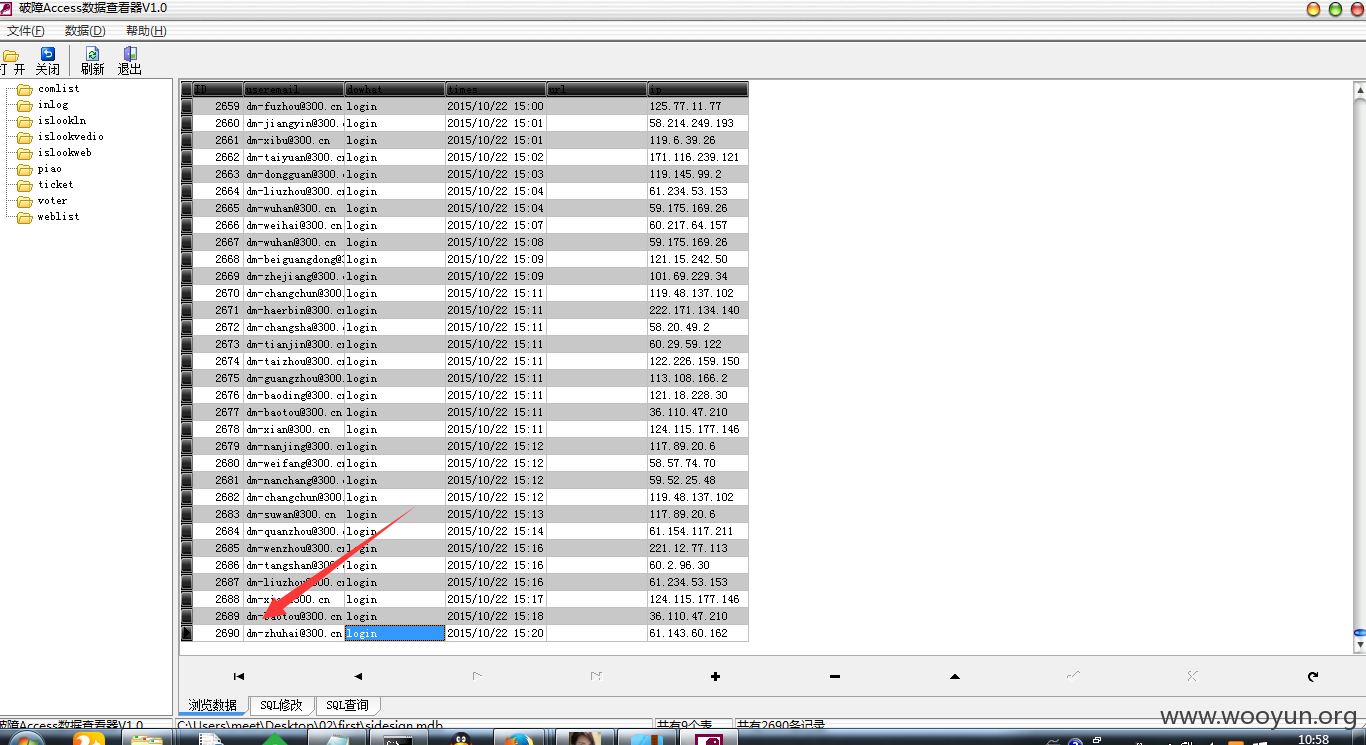 破障Access数据查看器V1.0
文件(F) 数据(D) 帮助(H)
打 开 关闭 刷新 退出
comlist
inlog
islookln
islookvedio
islookweb
piao
ticket
voter
weblist
ID useremail dowhat times url ip
2659 dm-fuzhou@300.cn login 2015/10/22 15:00 125.77.11.77
2660 dm-jiangyin@300. login 2015/10/22 15:01 58.214.249.193
2661 dm-xibu@300.cn login 2015/10/22 15:01 119.6.39.26
2662 dm-taiyuan@300.cn login 2015/10/22 15:02 171.116.239.121
2663 dm-dongguan@300. login 2015/10/22 15:03 119.145.99.2
2664 dm-liuzhou@300.cn login 2015/10/22 15:04 61.234.53.153
2665 dm-wuhan@300.cn login 2015/10/22 15:04 59.175.169.26
2666 dm-weihai@300.cn login 2015/10/22 15:07 60.217.64.157
2667 dm-wuhan@300.cn login 2015/10/22 15:08 59.175.169.26
2668 dm-beiguangdong@3 login 2015/10/22 15:09 121.15.242.50
2669 dm-zhejiang@300. login 2015/10/22 15:09 101.69.229.34
2670 dm-changchun@300. login 2015/10/22 15:11 119.48.137.102
2671 dm-haerbin@300.cn login 2015/10/22 15:11 222.171.134.140
2672 dm-changsha@300. login 2015/10/22 15:11 58.20.49.2
2673 dm-tianjin@300.cn login 2015/10/22 15:11 60.29.59.122
2674 dm-taizhou@300.cn login 2015/10/22 15:11 122.226.159.150
2675 dm-guangzhou@300. login 2015/10/22 15:11 113.108.166.2
2676 dm-baoding@300.cn login 2015/10/22 15:11 121.18.228.30
2677 dm-baotou@300.cn login 2015/10/22 15:11 36.110.47.210
2678 dm-xian@300.cn login 2015/10/22 15:11 124.115.177.146
2679 dm-nanjing@300.cn login 2015/10/22 15:12 117.89.20.6
2680 dm-weifang@300.cn login 2015/10/22 15:12 58.57.74.70
2681 dm-nanchang@300. login 2015/10/22 15:12 59.52.25.48
2682 dm-changchun@300. login 2015/10/22 15:12 119.48.137.102
2683 dm-suwan@300.cn login 2015/10/22 15:13 117.89.20.6
2684 dm-quanzhou@300. login 2015/10/22 15:14 61.154.117.211
2685 dm-wenzhou@300.cn login 2015/10/22 15:16 221.12.77.113
2686 dm-tangshan@300. login 2015/10/22 15:16 60.2.96.30
2687 dm-liuzhou@300.cn login 2015/10/22 15:16 61.234.53.153
2688 dm-xian@300.cn login 2015/10/22 15:17 124.115.177.146
2689 dm-baotou@300.cn login 2015/10/22 15:18 36.110.47.210
2690 dm-zhuhai@300.cn login 2015/10/22 15:20 61.143.60.162
浏览数据 SQL修改 SQL查询
破障Access数据查看器V1.0 C:\Users\meet\Desktop\02\first\sidesign.mdb 共有9个表 共有2690条记录
www.wooyun.org
10:58